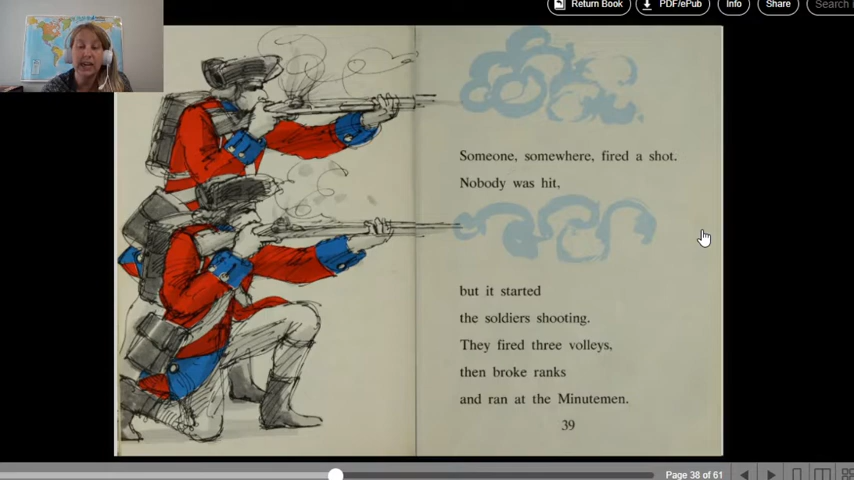 Return Book
PDF/ePub
Info
Share
Search
Someone, somewhere, fired a shot.
Nobody was hit,
but it started
the soldiers shooting.
They fired three volleys,
then broke ranks
and ran at the Minutemen.
39
Page 38 of 61